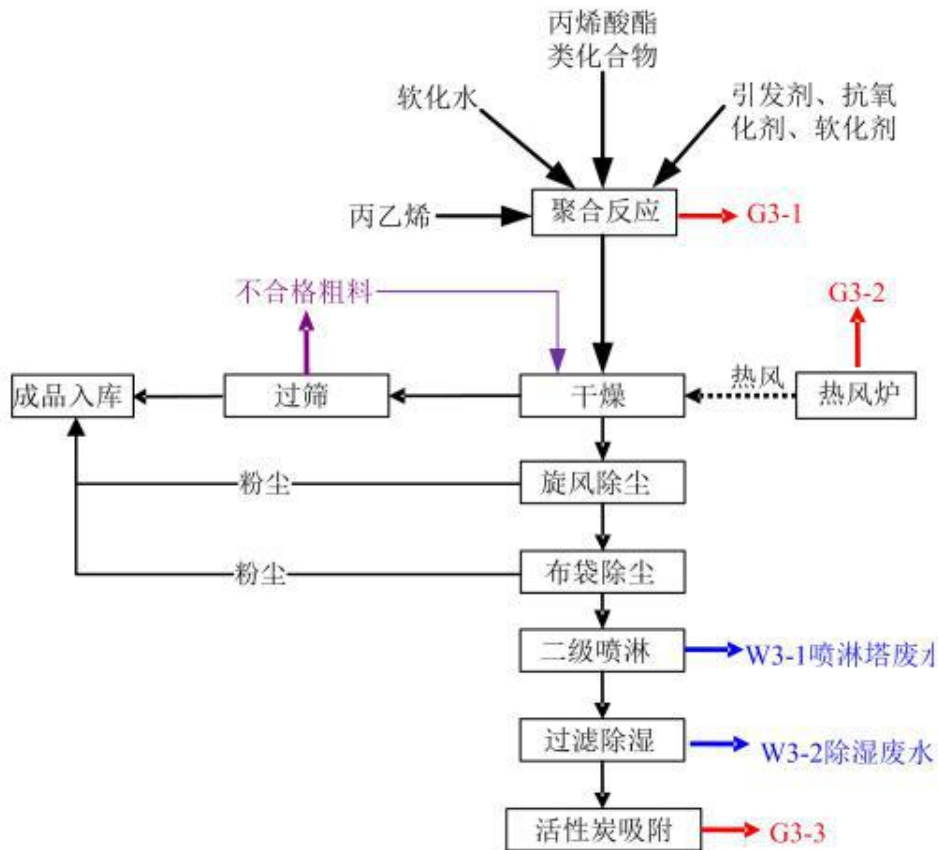 丙烯酸酯
类化合物
软化水
引发剂、抗氧
化剂、软化剂
丙乙烯
聚合反应
G3-1
不合格粗料
G3-2
成品入库
过筛
干燥
热风
热风炉
粉尘
旋风除尘
粉尘
布袋除尘
二级喷淋
W3-1喷淋塔废水
过滤除湿
W3-2除湿废水
活性炭吸附
G3-3